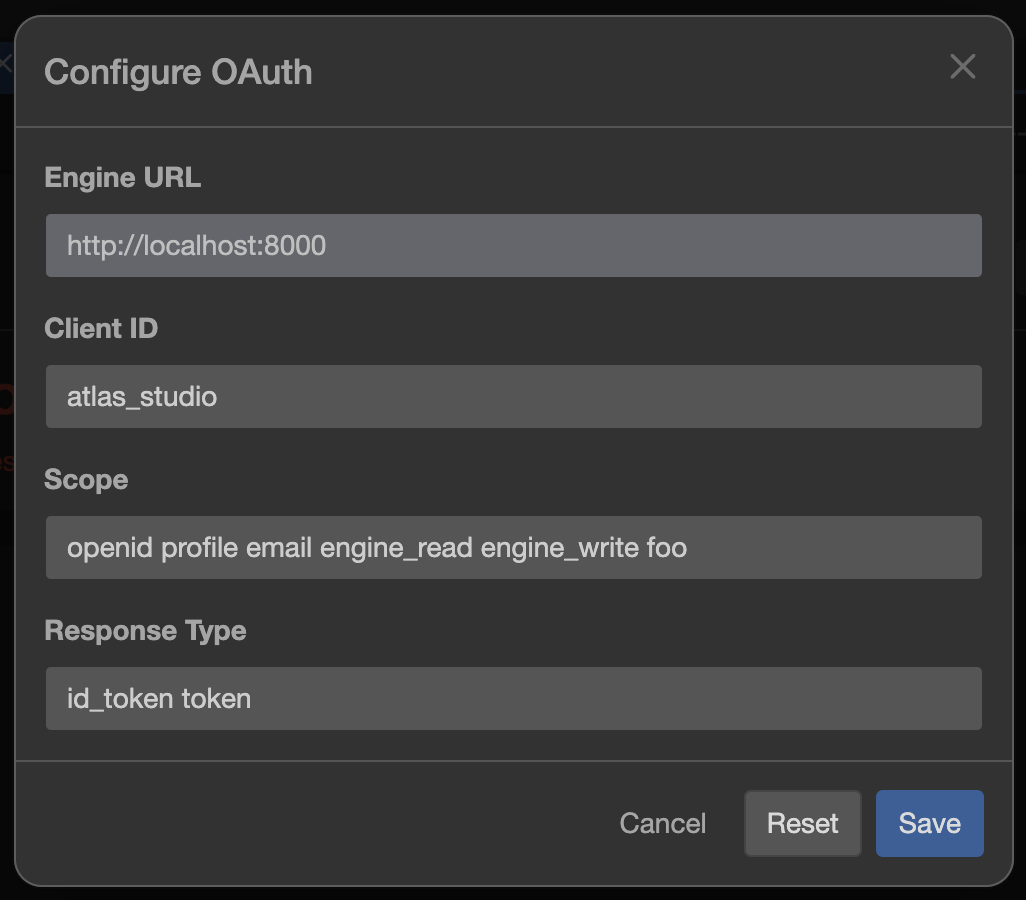 Configure OAuth
Engine URL
http://localhost:8000
Client ID
atlas_studio
Scope
openid profile email engine_read engine_write foo
Response Type
id_token token
Cancel
Reset
Save